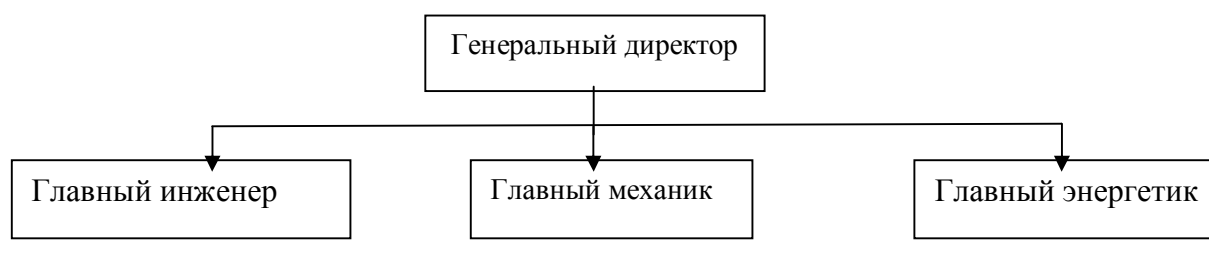 Генеральный директор
Главный инженер
Главный механик
Главный энергетик